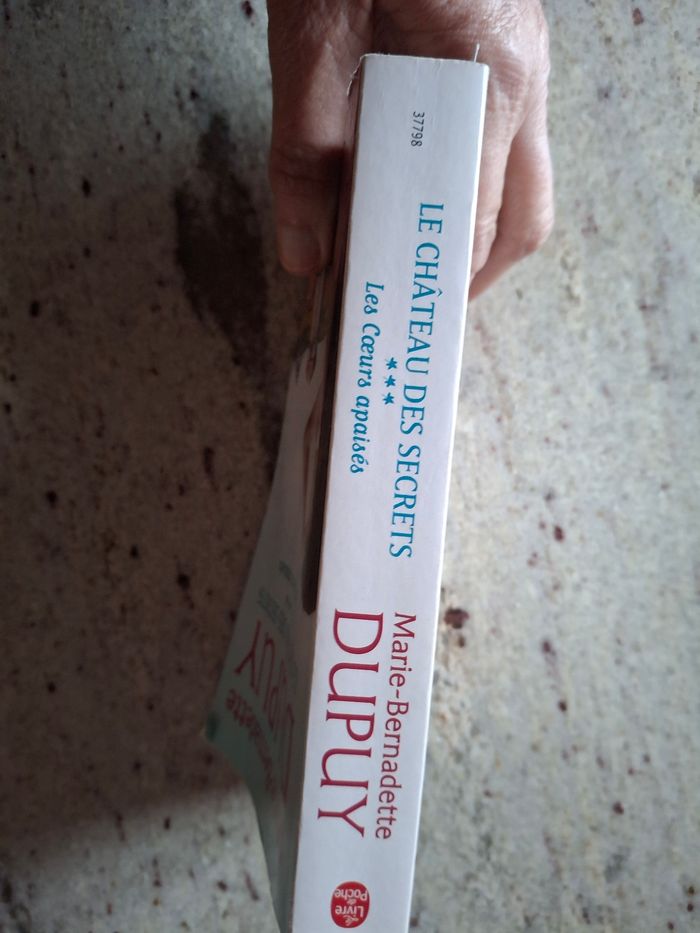 37798
LE CHÂTEAU DES SECRETS
***
Les Cœurs apaisés
Marie-Bernadette
DUPUY
Le Livre
de
Poche